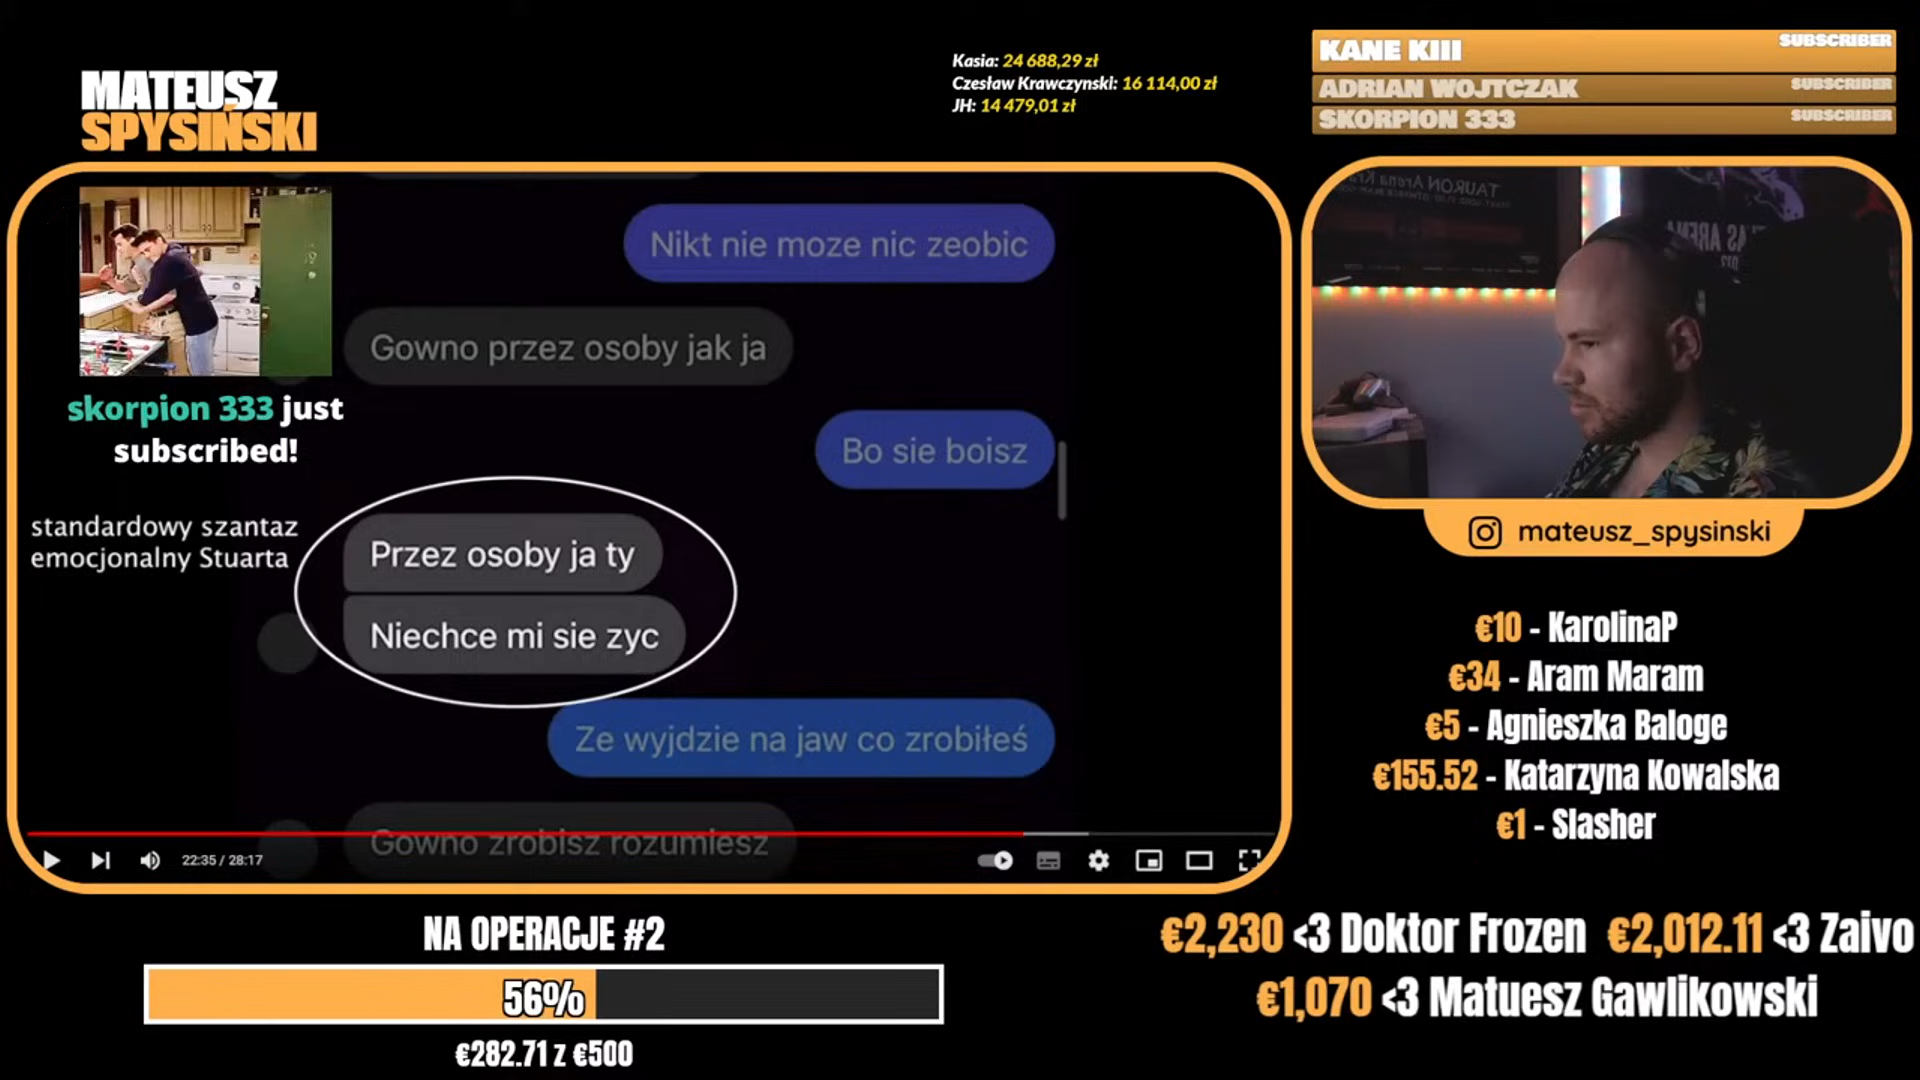 MATEUSZ
SPYSIŃSKI
Kasia: 24 688,29 zł
Czesław Krawczynski: 16 114,00 zł
JH: 14 479,01 zł
KANE KIII SUBSCRIBER
ADRIAN WOJTCZAK SUBSCRIBER
SKORPION 333 SUBSCRIBER
Nikt nie moze nic zeobic
Gowno przez osoby jak ja
Bo sie boisz
skorpion 333 just
subscribed!
standardowy szantaz
emocjonalny Stuarta
Przez osoby ja ty
Niechce mi sie zyc
Ze wyjdzie na jaw co zrobiłeś
Gowno zrobisz rozumiesz
22:35 / 28:17
TAURON Arena
mateusz_spysinski
€10 - KarolinaP
€34 - Aram Maram
€5 - Agnieszka Baloge
€155.52 - Katarzyna Kowalska
€1 - Slasher
NA OPERACJE #2
56%
€282.71 z €500
€2,230 <3 Doktor Frozen €2,012.11 <3 Zaivo
€1,070 <3 Matuesz Gawlikowski